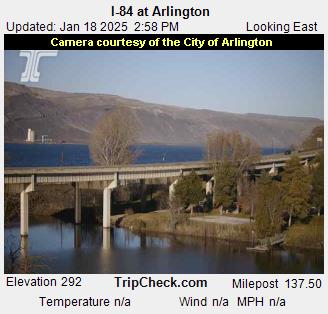 I-84 at Arlington
Updated: Jan 18 2025 2:58 PM Looking East
Camera courtesy of the City of Arlington
Elevation 292 TripCheck.com Milepost 137.50
Temperature n/a Wind n/a MPH n/a